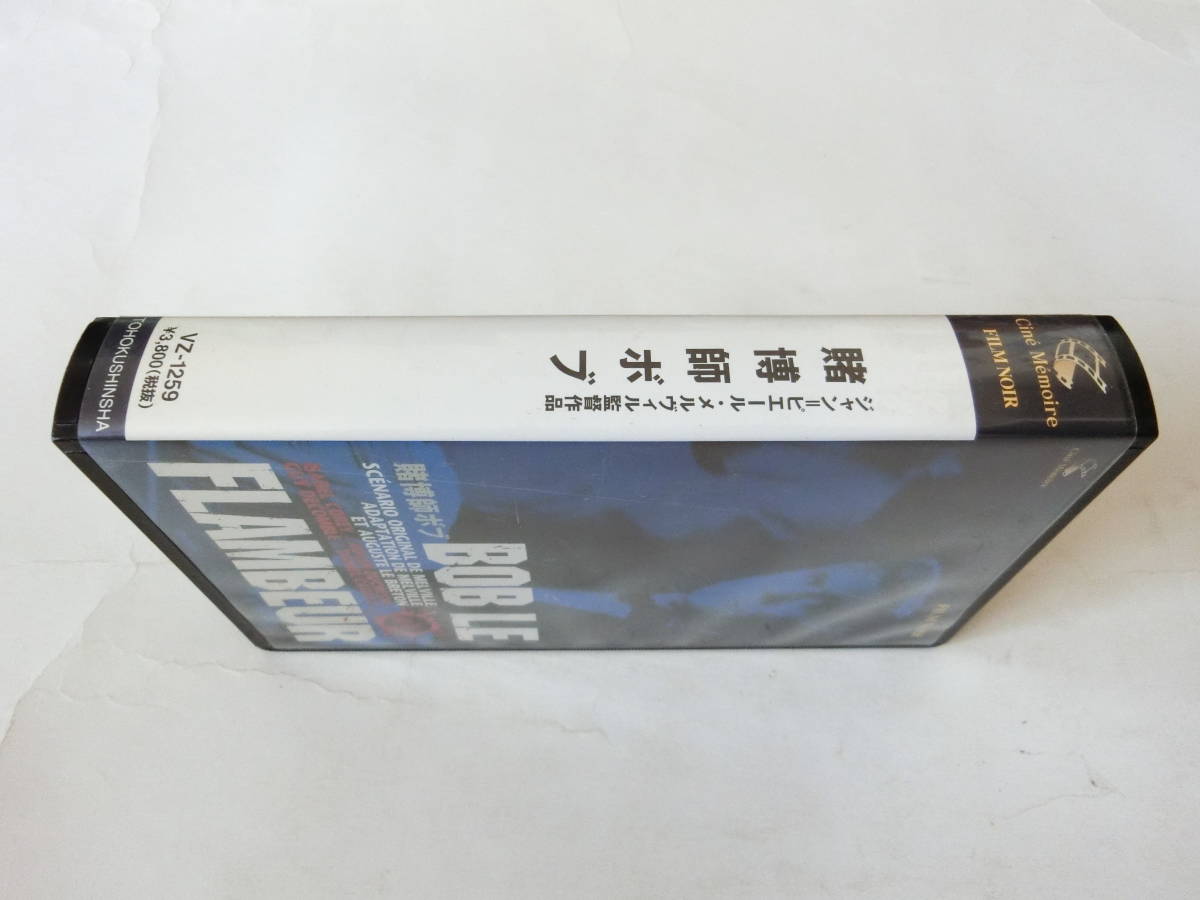 Ciné Mémoire
FILM NOIR
賭博師ボブ
ジャン=ピエール・メルヴィル監督作品
VZ-1259
¥3,800(税抜)
TOHOKUSHINSHA
賭博師ボブ
BOB LE
FLAMBEUR
SCÉNARIO ORIGINAL DE MELVILLE
ADAPTATION DE MELVILLE
ET AUGUSTE LE BRETON